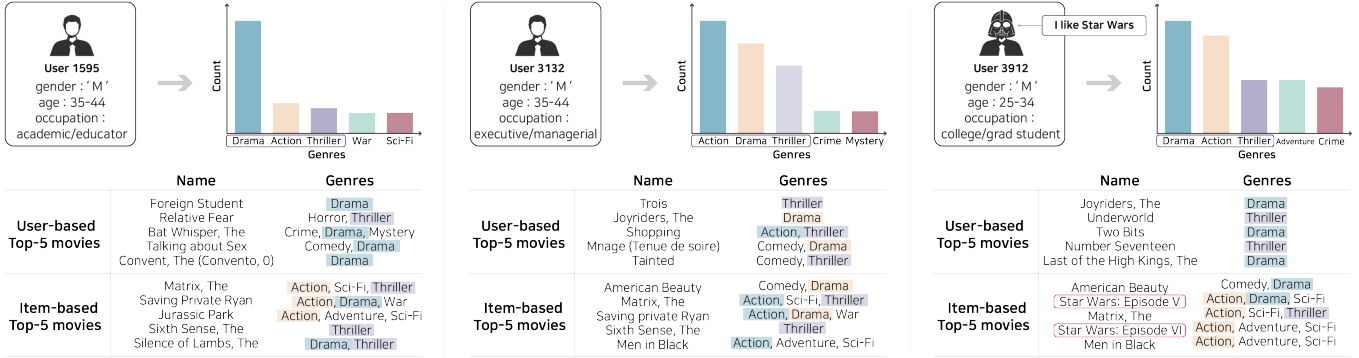 User 1595
gender : ‘M’
age : 35-44
occupation :
academic/educator
Count
Drama Action Thriller War Sci-Fi
Genres
Name Genres
User-based
Top-5 movies
Foreign Student Drama
Relative Fear Horror, Thriller
Bat Whisper, The Crime, Drama, Mystery
Talking about Sex Comedy, Drama
Convent, The (Convento, O) Drama
Item-based
Top-5 movies
Matrix, The Action, Sci-Fi, Thriller
Saving Private Ryan Action, Drama, War
Jurassic Park Action, Adventure, Sci-Fi
Sixth Sense, The Thriller
Silence of Lambs, The Drama, Thriller
User 3132
gender : ‘M’
age : 35-44
occupation :
executive/managerial
Count
Action Drama Thriller Crime Mystery
Genres
Name Genres
User-based
Top-5 movies
Trois Thriller
Joyriders, The Drama
Shopping Action, Thriller
Mnage (Tenue de soire) Comedy, Drama
Tainted Comedy, Thriller
Item-based
Top-5 movies
American Beauty Comedy, Drama
Matrix, The Action, Sci-Fi, Thriller
Saving private Ryan Action, Drama, War
Sixth Sense, The Thriller
Men in Black Action, Adventure, Sci-Fi
I like Star Wars
User 3912
gender : ‘M’
age : 25-34
occupation :
college/grad student
Count
Drama Action Thriller Adventure Crime
Genres
Name Genres
User-based
Top-5 movies
Joyriders, The Drama
Underworld Thriller
Two Bits Drama
Number Seventeen Thriller
Last of the High Kings, The Drama
Item-based
Top-5 movies
American Beauty Comedy, Drama
Star Wars: Episode V Action, Drama, Sci-Fi
Matrix, The Action, Sci-Fi, Thriller
Star Wars: Episode VI Action, Adventure, Sci-Fi
Men in Black Action, Adventure, Sci-Fi